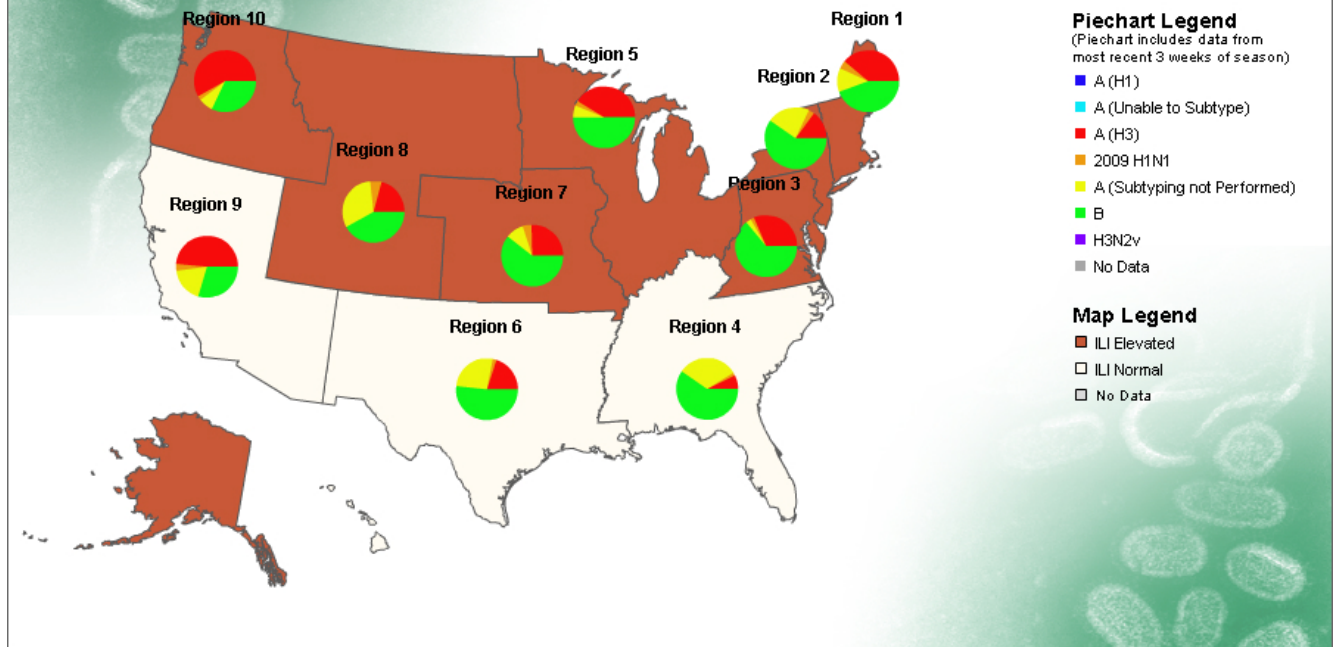 Region 10
Region 1
Region 5
Region 2
Region 8
Region 3
Region 7
Region 9
Region 6
Region 4
Piechart Legend
(Piechart includes data from
most recent 3 weeks of season)
A (H1)
A (Unable to Subtype)
A (H3)
2009 H1N1
A (Subtyping not Performed)
B
H3N2v
No Data
Map Legend
ILI Elevated
ILI Normal
No Data